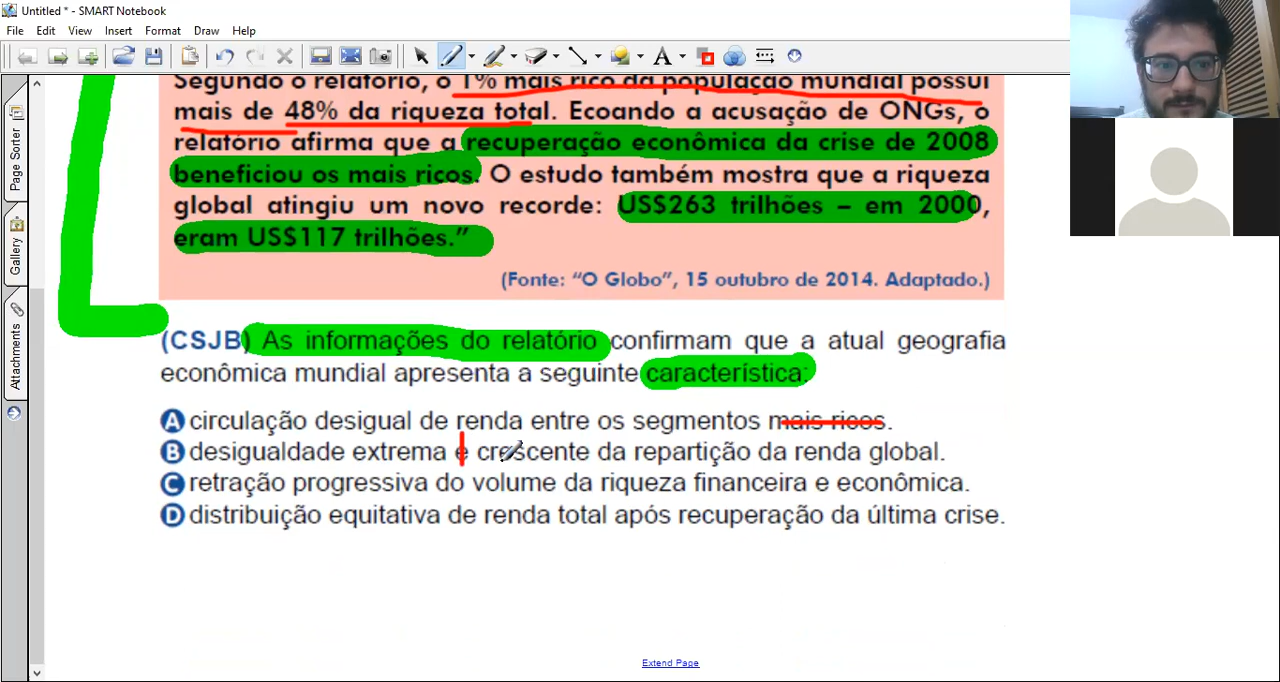 Untitled * - SMART Notebook
File Edit View Insert Format Draw Help
Page Sorter
Gallery
Attachments
Segundo o relatório, o 1% mais rico da população mundial possui
mais de 48% da riqueza total. Ecoando a acusação de ONGs, o
relatório afirma que a recuperação econômica da crise de 2008
beneficiou os mais ricos. O estudo também mostra que a riqueza
global atingiu um novo recorde: US$263 trilhões – em 2000,
eram US$117 trilhões.”
(Fonte: “O Globo”, 15 outubro de 2014. Adaptado.)
(CSJB) As informações do relatório confirmam que a atual geografia
econômica mundial apresenta a seguinte característica:
A circulação desigual de renda entre os segmentos mais ricos.
B desigualdade extrema e crescente da repartição da renda global.
C retração progressiva do volume da riqueza financeira e econômica.
D distribuição equitativa de renda total após recuperação da última crise.
Extend Page